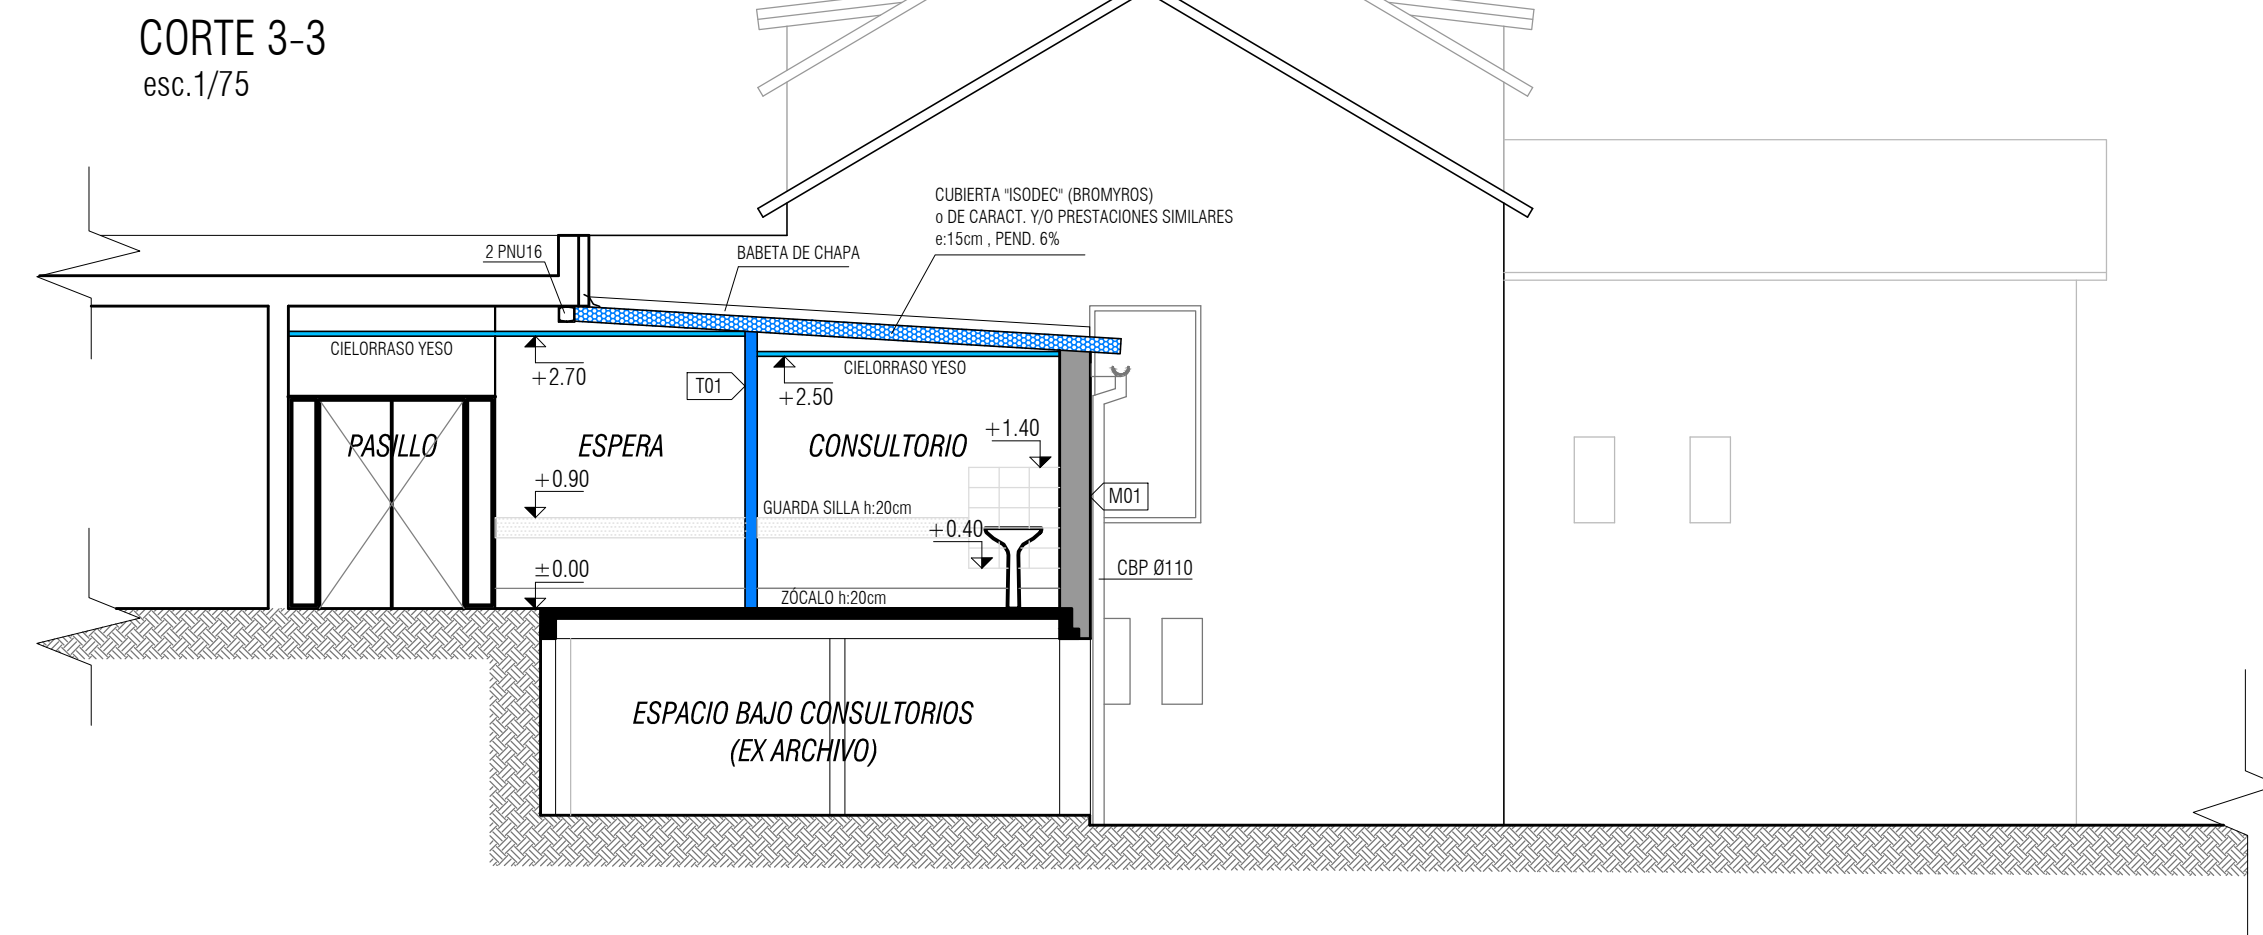 CORTE 3-3
esc.1/75
CUBIERTA "ISODEC" (BROMYROS)
o DE CARACT. Y/O PRESTACIONES SIMILARES
e:15cm , PEND. 6%
2 PNU16
BABETA DE CHAPA
CIELORRASO YESO
+2.70
T01
CIELORRASO YESO
+2.50
PASILLO
ESPERA
CONSULTORIO
+1.40
+0.90
M01
GUARDA SILLA h:20cm
+0.40
±0.00
CBP Ø110
ZÓCALO h:20cm
ESPACIO BAJO CONSULTORIOS
(EX ARCHIVO)